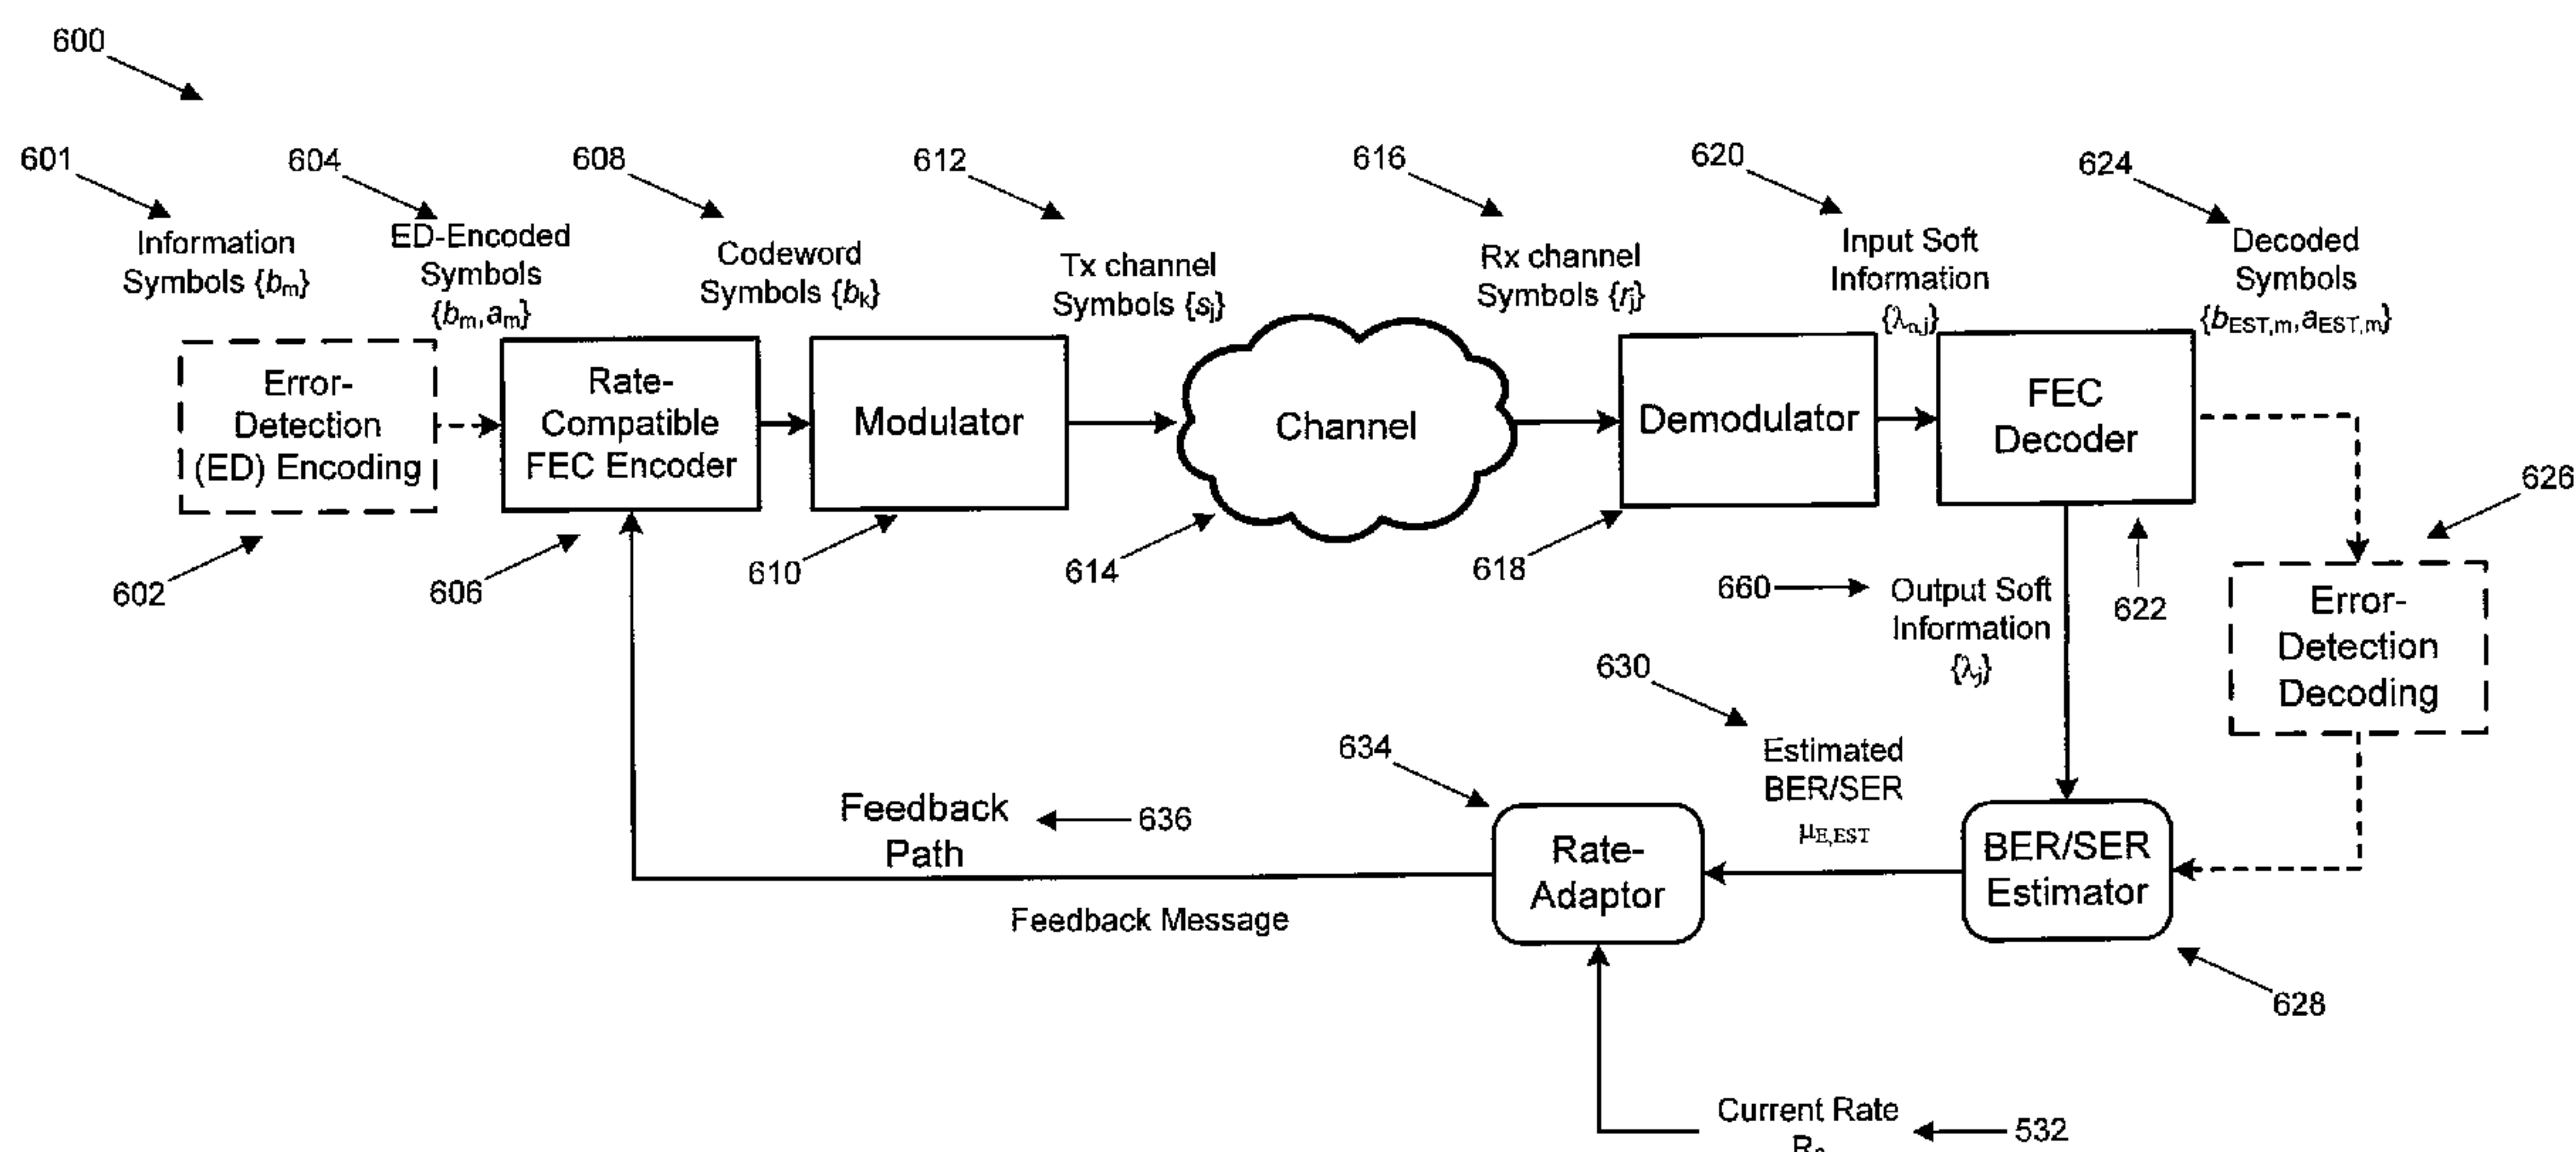 600
601
604
608
612
616
620
624
Information
Symbols {bm}
ED-Encoded
Symbols
{bm,am}
Codeword
Symbols {bk}
Tx channel
Symbols {sj}
Rx channel
Symbols {rj}
Input Soft
Information
{λn,j}
Decoded
Symbols
{bEST,m,aEST,m}
Error-
Detection
(ED) Encoding
Rate-
Compatible
FEC Encoder
Modulator
Channel
Demodulator
FEC
Decoder
626
602
606
610
614
618
660
Output Soft
Information
{λj}
622
Error-
Detection
Decoding
630
634
Estimated
BER/SER
μE,EST
Feedback
Path
636
Rate-
Adaptor
BER/SER
Estimator
Feedback Message
628
Current Rate
532